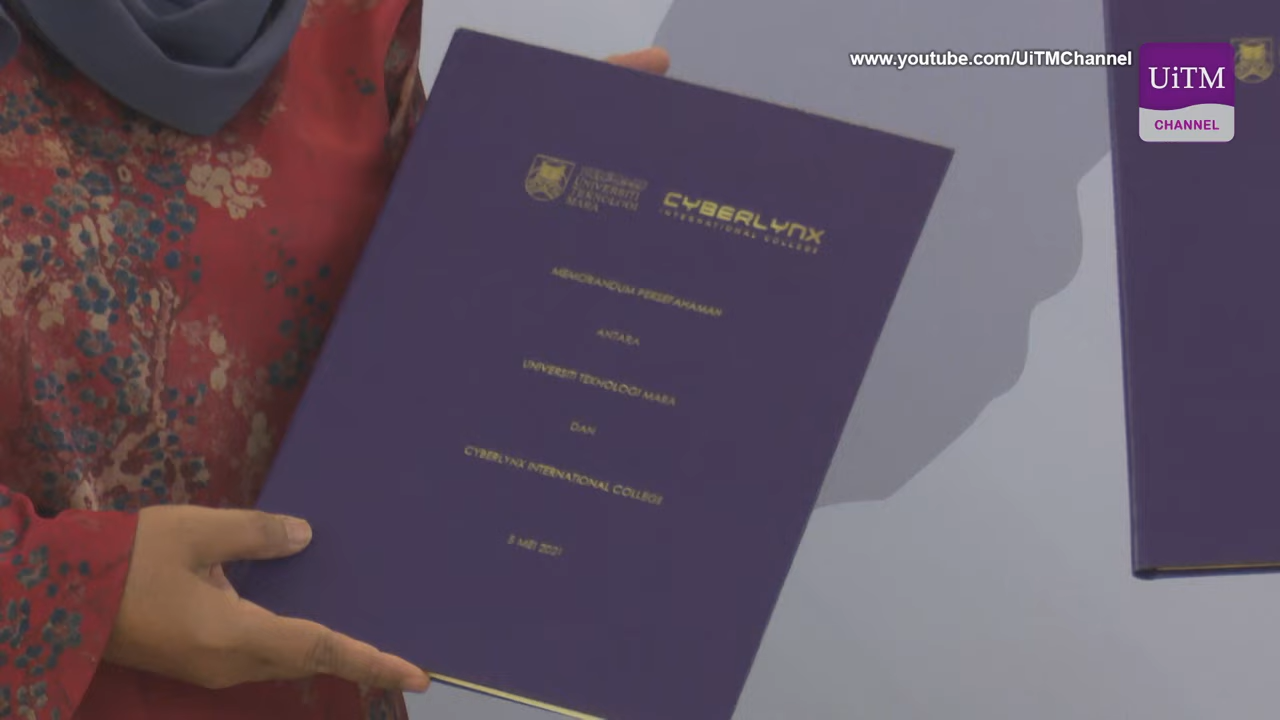 www.youtube.com/UiTMChannel
UiTM
CHANNEL
UNIVERSITI
TEKNOLOGI
MARA
CYBERLYNX
INTERNATIONAL COLLEGE
MEMORANDUM PERSEFAHAMAN
ANTARA
UNIVERSITI TEKNOLOGI MARA
DAN
CYBERLYNX INTERNATIONAL COLLEGE
5 MEI 2021